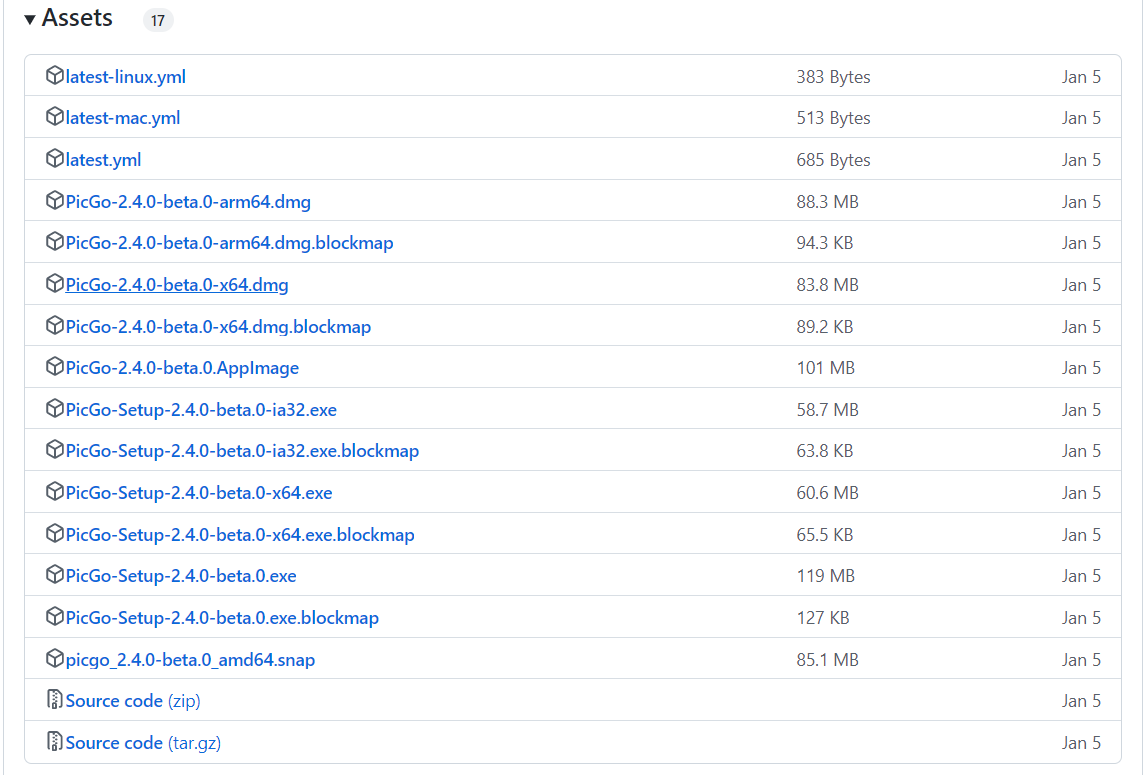 Assets 17
latest-linux.yml 383 Bytes Jan 5
latest-mac.yml 513 Bytes Jan 5
latest.yml 685 Bytes Jan 5
PicGo-2.4.0-beta.0-arm64.dmg 88.3 MB Jan 5
PicGo-2.4.0-beta.0-arm64.dmg.blockmap 94.3 KB Jan 5
PicGo-2.4.0-beta.0-x64.dmg 83.8 MB Jan 5
PicGo-2.4.0-beta.0-x64.dmg.blockmap 89.2 KB Jan 5
PicGo-2.4.0-beta.0.AppImage 101 MB Jan 5
PicGo-Setup-2.4.0-beta.0-ia32.exe 58.7 MB Jan 5
PicGo-Setup-2.4.0-beta.0-ia32.exe.blockmap 63.8 KB Jan 5
PicGo-Setup-2.4.0-beta.0-x64.exe 60.6 MB Jan 5
PicGo-Setup-2.4.0-beta.0-x64.exe.blockmap 65.5 KB Jan 5
PicGo-Setup-2.4.0-beta.0.exe 119 MB Jan 5
PicGo-Setup-2.4.0-beta.0.exe.blockmap 127 KB Jan 5
picgo_2.4.0-beta.0_amd64.snap 85.1 MB Jan 5
Source code (zip) Jan 5
Source code (tar.gz) Jan 5